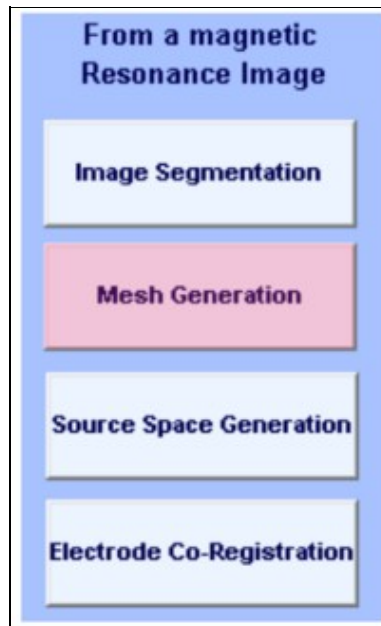 From a magnetic
Resonance Image
Image Segmentation
Mesh Generation
Source Space Generation
Electrode Co-Registration